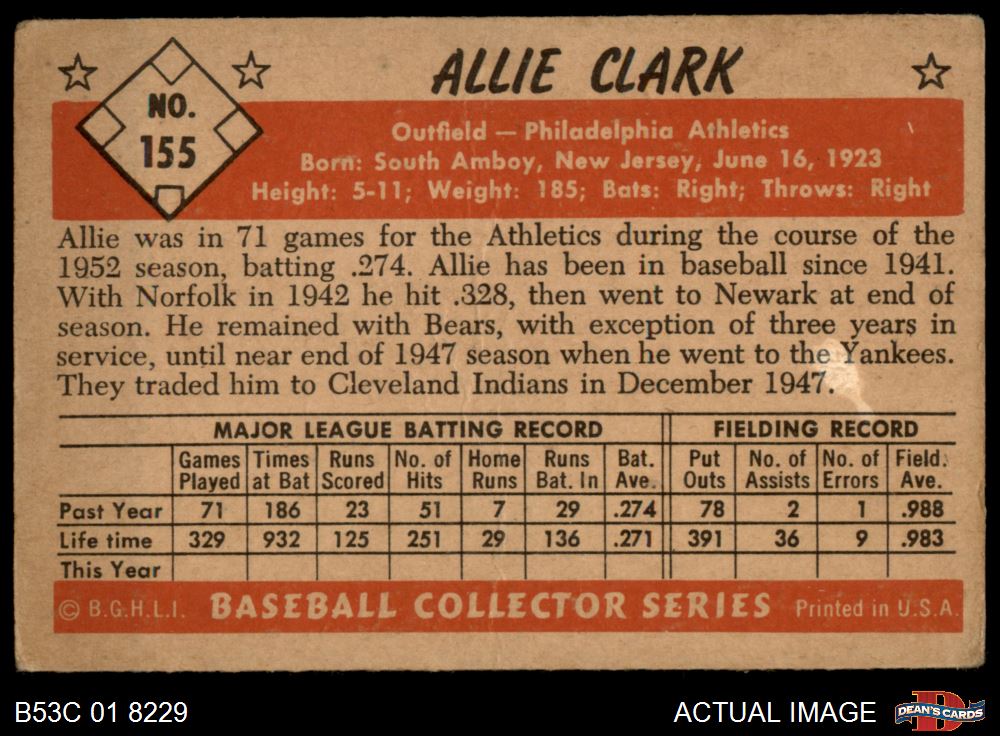 ALLIE CLARK
NO.
155
Outfield — Philadelphia Athletics
Born: South Amboy, New Jersey, June 16, 1923
Height: 5-11; Weight: 185; Bats: Right; Throws: Right
Allie was in 71 games for the Athletics during the course of the
1952 season, batting .274. Allie has been in baseball since 1941.
With Norfolk in 1942 he hit .328, then went to Newark at end of
season. He remained with Bears, with exception of three years in
service, until near end of 1947 season when he went to the Yankees.
They traded him to Cleveland Indians in December 1947.
MAJOR LEAGUE BATTING RECORD FIELDING RECORD
Games Times Runs No. of Home Runs Bat. Put No. of No. of Field.
Played at Bat Scored Hits Runs Bat. In Ave. Outs Assists Errors Ave.
Past Year 71 186 23 51 7 29 .274 78 2 1 .988
Life time 329 932 125 251 29 136 .271 391 36 9 .983
This Year
© B.G.H.L.I. BASEBALL COLLECTOR SERIES Printed in U.S.A.
B53C 01 8229 ACTUAL IMAGE DEAN'S CARDS